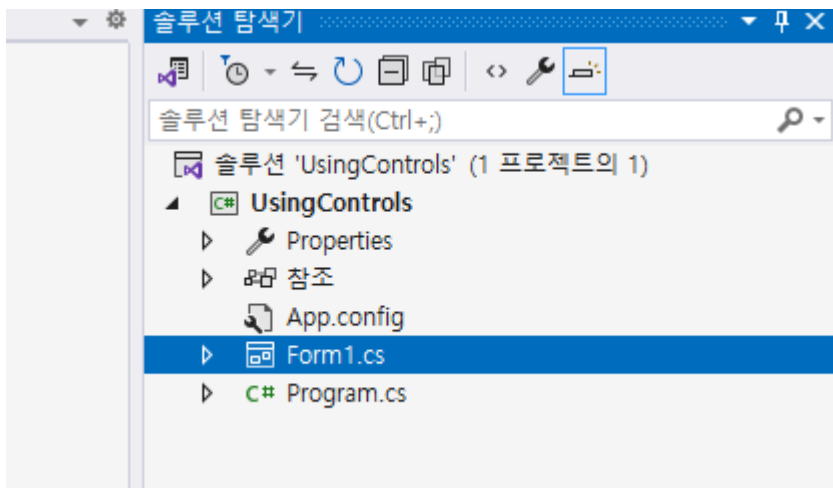 솔루션 탐색기
솔루션 탐색기 검색(Ctrl+;)
솔루션 'UsingControls' (1 프로젝트의 1)
C# UsingControls
Properties
참조
App.config
Form1.cs
C# Program.cs